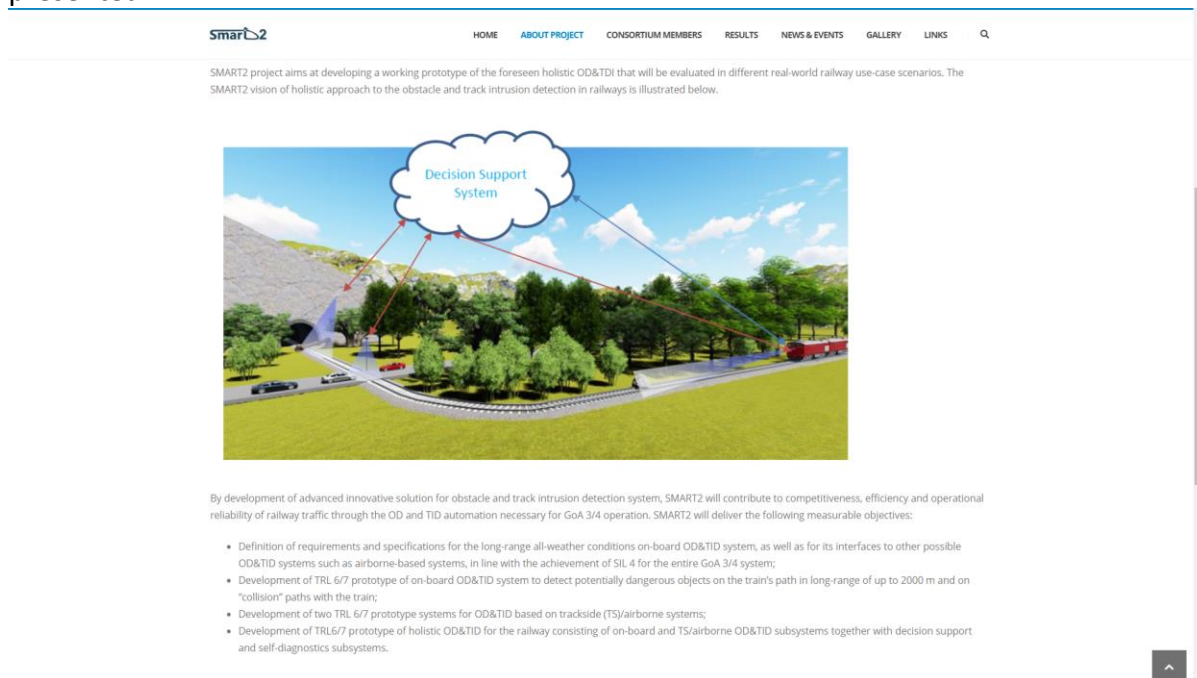 Smart2
HOME ABOUT PROJECT CONSORTIUM MEMBERS RESULTS NEWS & EVENTS GALLERY LINKS
SMART2 project aims at developing a working prototype of the foreseen holistic OD&TDI that will be evaluated in different real-world railway use-case scenarios. The
SMART2 vision of holistic approach to the obstacle and track intrusion detection in railways is illustrated below.
Decision Support
System
By development of advanced innovative solution for obstacle and track intrusion detection system, SMART2 will contribute to competitiveness, efficiency and operational
reliability of railway traffic through the OD and TID automation necessary for GoA 3/4 operation. SMART2 will deliver the following measurable objectives:
• Definition of requirements and specifications for the long-range all-weather conditions on-board OD&TID system, as well as for its interfaces to other possible
OD&TID systems such as airborne-based systems, in line with the achievement of SIL 4 for the entire GoA 3/4 system;
• Development of TRL 6/7 prototype of on-board OD&TID system to detect potentially dangerous objects on the train's path in long-range of up to 2000 m and on
"collision" paths with the train;
• Development of two TRL 6/7 prototype systems for OD&TID based on trackside (TS)/airborne systems;
• Development of TRL6/7 prototype of holistic OD&TID for the railway consisting of on-board and TS/airborne OD&TID subsystems together with decision support
and self-diagnostics subsystems.